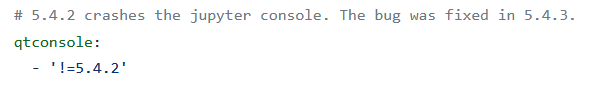 # 5.4.2 crashes the jupyter console. The bug was fixed in 5.4.3.
qtconsole:
  - '!=5.4.2'